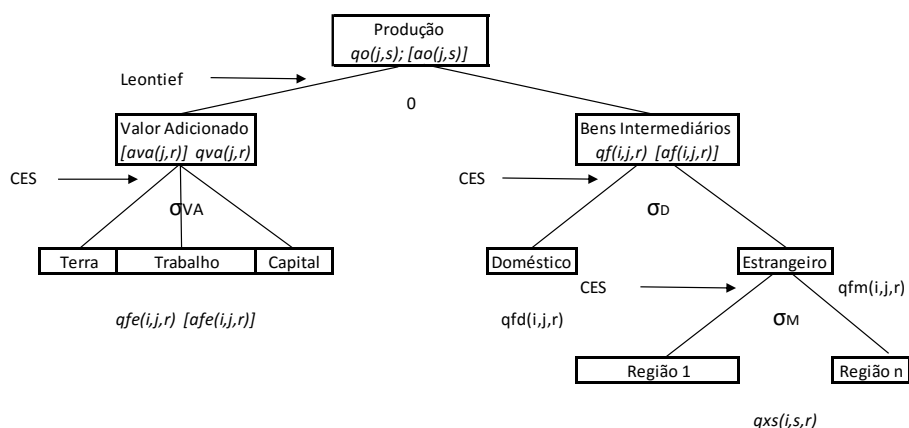 Produção
qo(j,s); [ao(j,s)]
Leontief
0
Valor Adicionado
[ava(j,r)] qva(j,r)
Bens Intermediários
qf(i,j,r) [af(i,j,r)]
CES
CES
σVA
σD
Terra
Trabalho
Capital
Doméstico
Estrangeiro
CES
qfm(i,j,r)
qfe(i,j,r) [afe(i,j,r)]
qfd(i,j,r)
σM
Região 1
Região n
qxs(i,s,r)